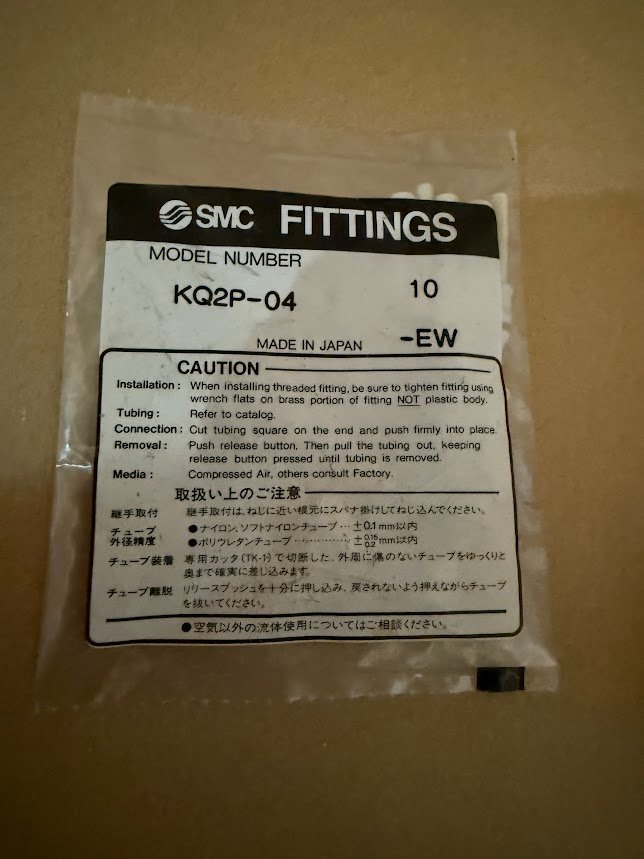 SMC FITTINGS
MODEL NUMBER
KQ2P-04 10
MADE IN JAPAN -EW
CAUTION
Installation : When installing threaded fitting, be sure to tighten fitting using
wrench flats on brass portion of fitting NOT plastic body.
Tubing : Refer to catalog.
Connection : Cut tubing square on the end and push firmly into place.
Removal : Push release button. Then pull the tubing out, keeping
release button pressed until tubing is removed.
Media : Compressed Air, others consult Factory.
取扱い上のご注意
継手取付 継手取付は、ねじに近い根元にスパナ掛けしてねじ込んでください。
チューブ ●ナイロン、ソフトナイロンチューブ … ±0.1mm以内
外径精度 ●ポリウレタンチューブ ………… ±0.15/0.2mm以内
チューブ装着 専用カッタ(TK-1)で切断した、外周に傷のないチューブをゆっくりと
奥まで確実に差し込みます。
チューブ離脱 リリースプッシュを十分に押し込み、戻されないよう押えながらチューブ
を抜いてください。
●空気以外の流体使用についてはご相談ください。